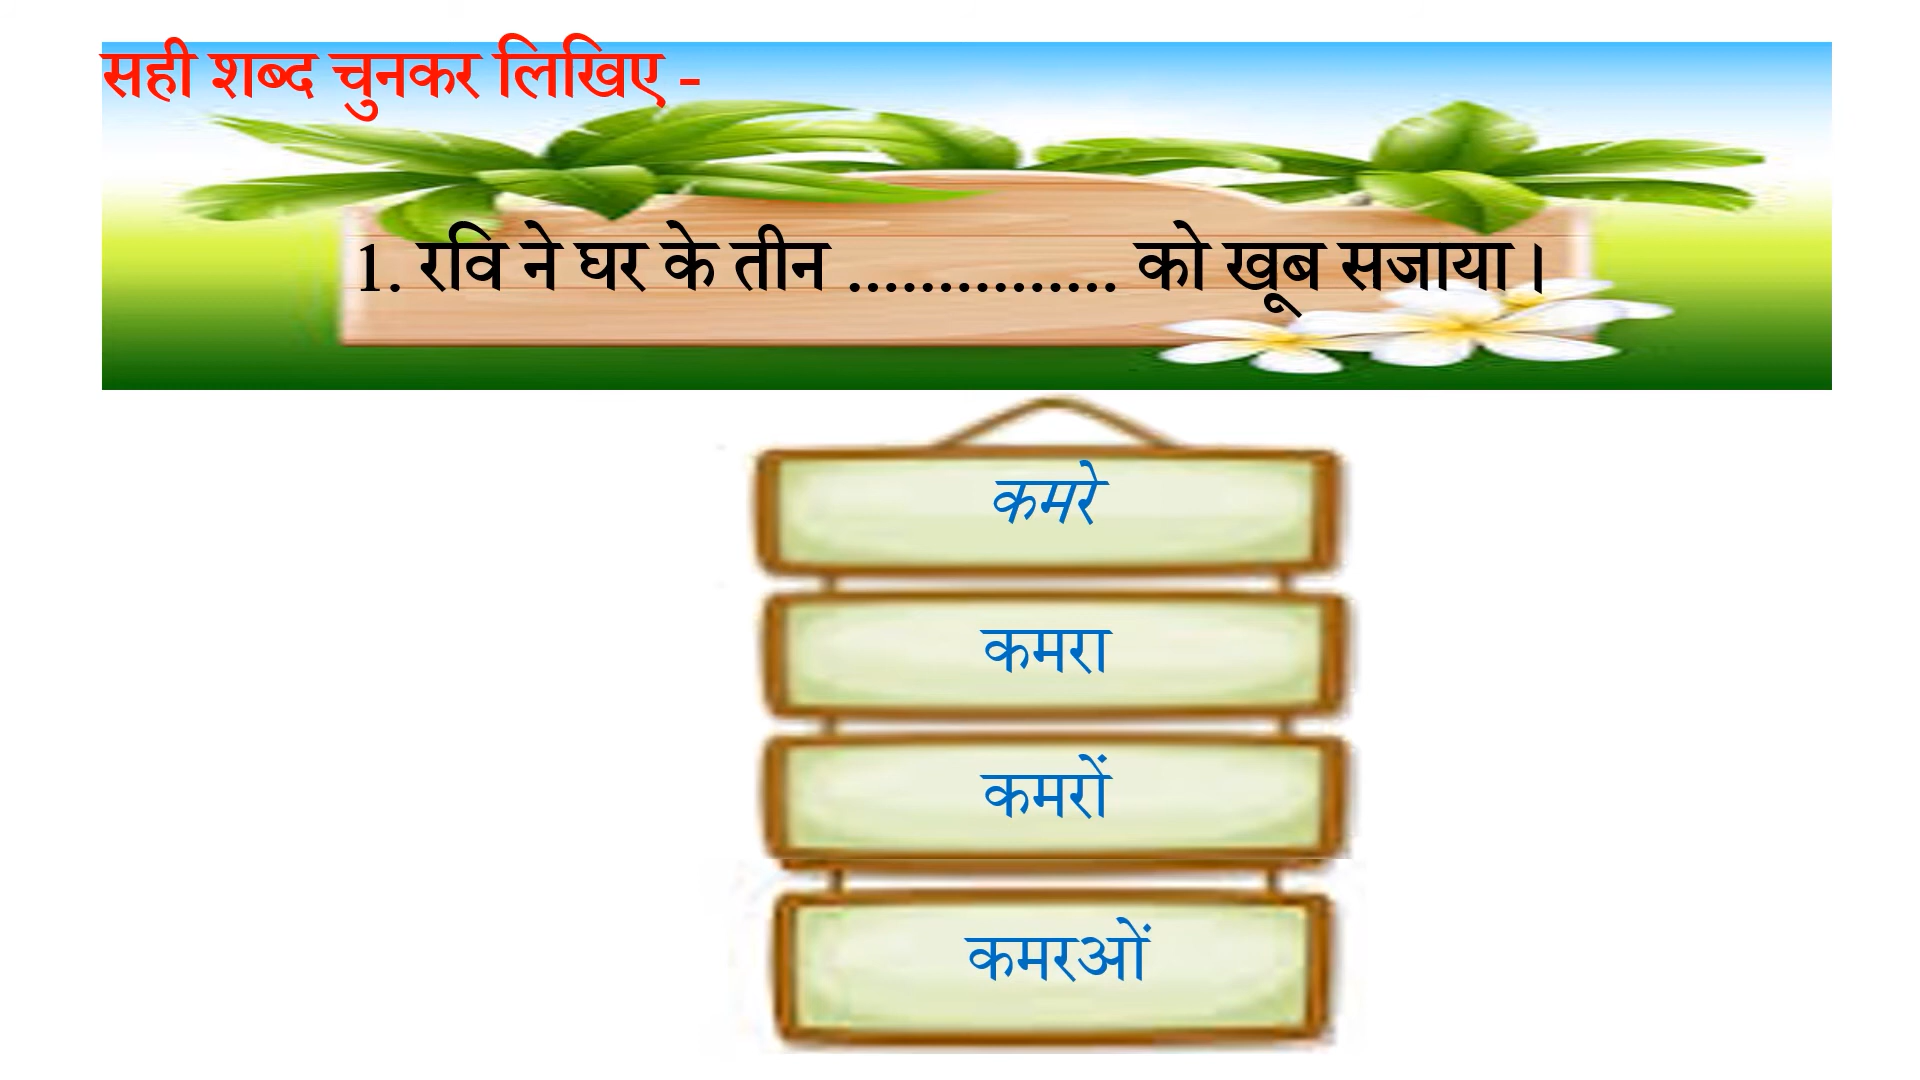 सही शब्द चुनकर लिखिए -
1. रवि ने घर के तीन ............... को खूब सजाया।
कमरे
कमरा
कमरों
कमरओं